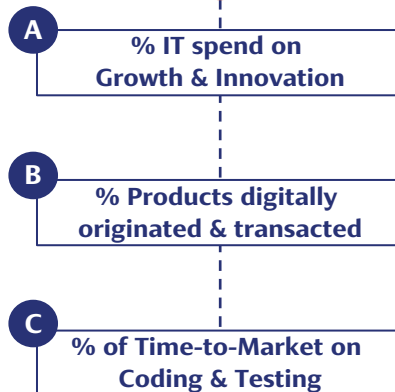 A
% IT spend on
Growth & Innovation
B
% Products digitally
originated & transacted
C
% of Time-to-Market on
Coding & Testing